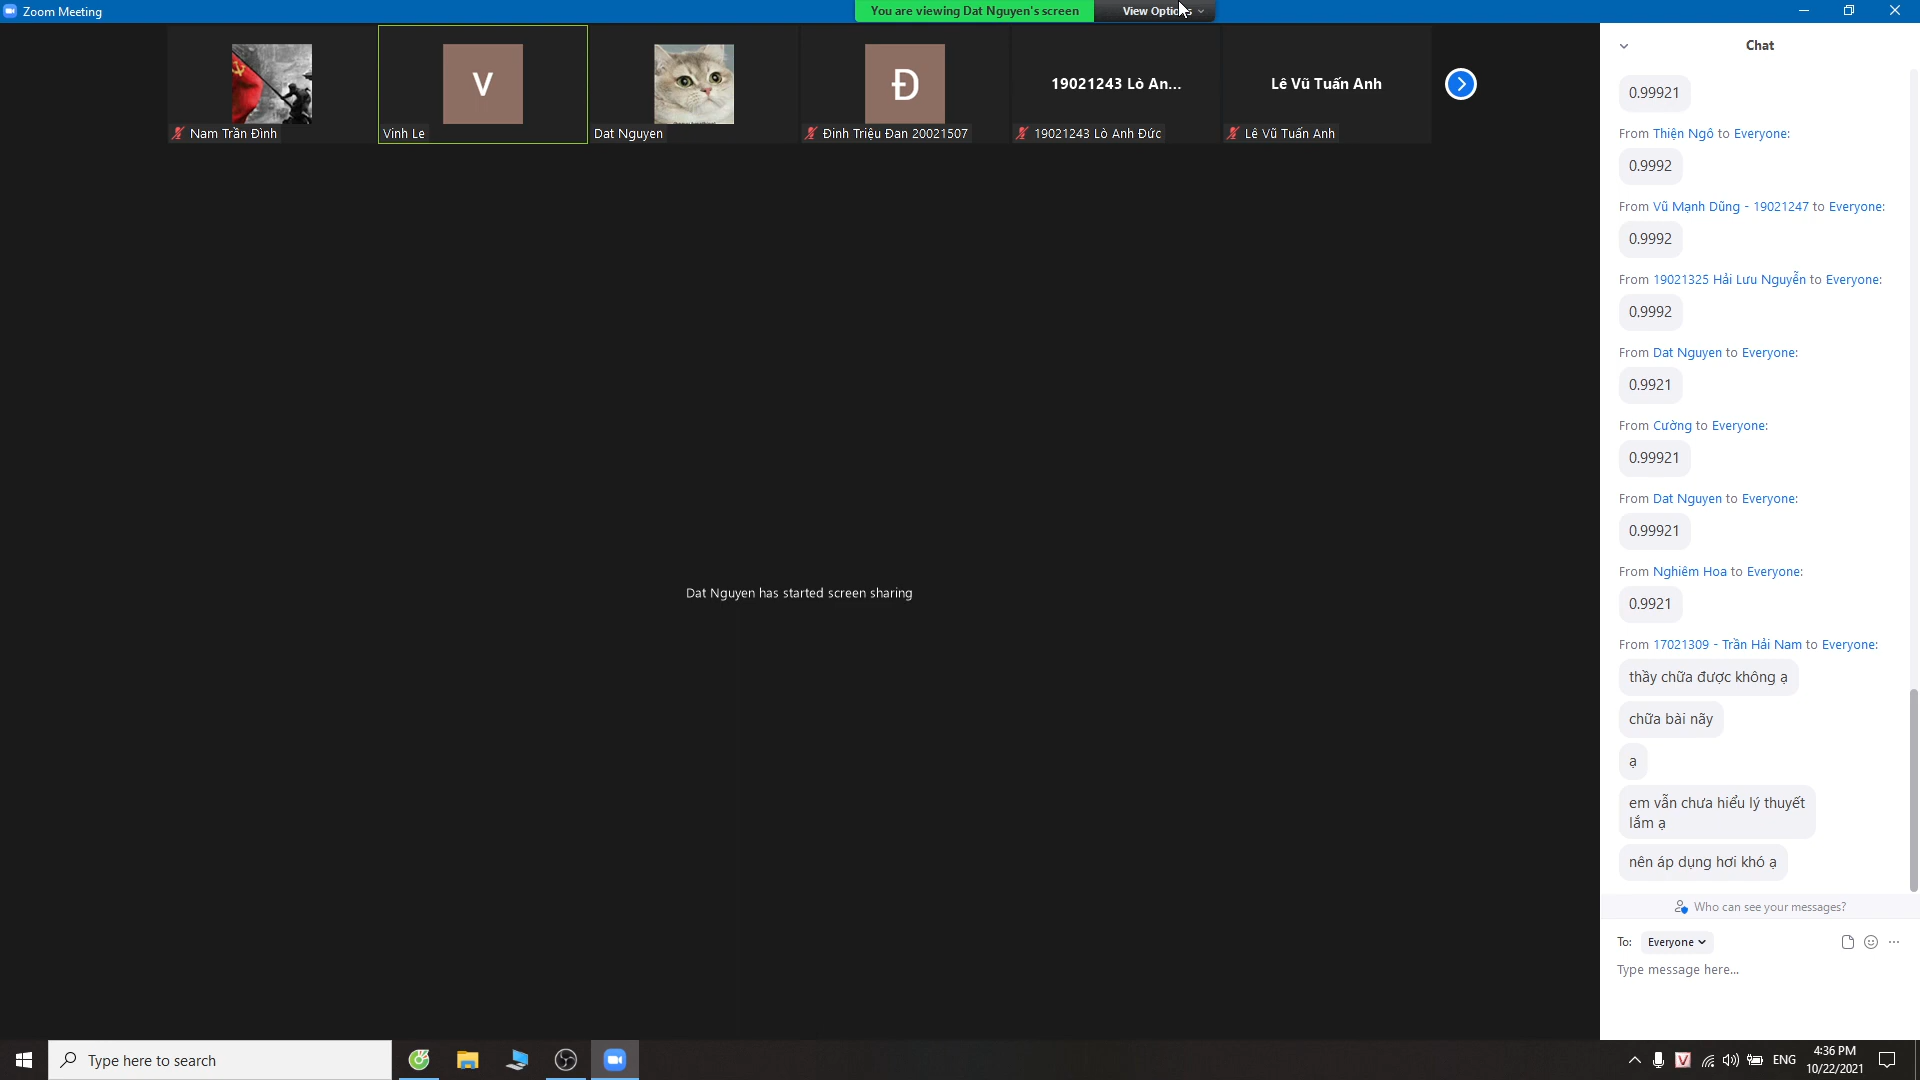 Zoom Meeting
You are viewing Dat Nguyen's screen
Nam Trần Đình
V
Vinh Le
Dat Nguyen
Đ
Đinh Triệu Đan 20021507
19021243 Lò An...
19021243 Lò Anh Đức
Lê Vũ Tuấn Anh
Lê Vũ Tuấn Anh
Dat Nguyen has started screen sharing
Chat
0.99921
From Thiện Ngô to Everyone:
0.9992
From Vũ Mạnh Dũng - 19021247 to Everyone:
0.9992
From 19021325 Hải Lưu Nguyễn to Everyone:
0.9992
From Dat Nguyen to Everyone:
0.9921
From Cường to Everyone:
0.99921
From Dat Nguyen to Everyone:
0.99921
From Nghiêm Hoa to Everyone:
0.9921
From 17021309 - Trần Hải Nam to Everyone:
thầy chữa được không ạ
chữa bài nãy
ạ
em vẫn chưa hiểu lý thuyết
lắm ạ
nên áp dụng hơi khó ạ
Who can see your messages?
To: Everyone
Type message here...
Type here to search
V
ENG
4:36 PM
10/22/2021